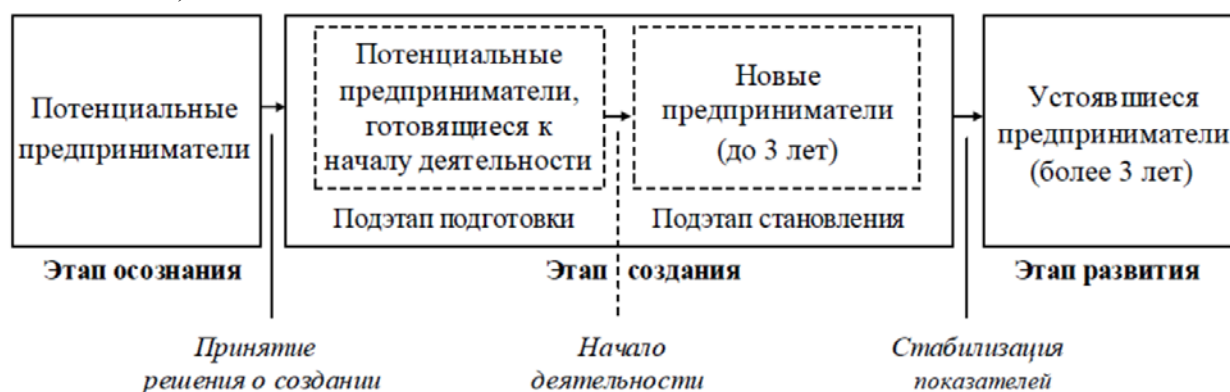 Потенциальные
предприниматели
Потенциальные
предприниматели,
готовящиеся к
началу деятельности
Подэтап подготовки
Новые
предприниматели
(до 3 лет)
Подэтап становления
Устоявшиеся
предприниматели
(более 3 лет)
Этап осознания
Этап создания
Этап развития
Принятие
решения о создании
Начало
деятельности
Стабилизация
показателей